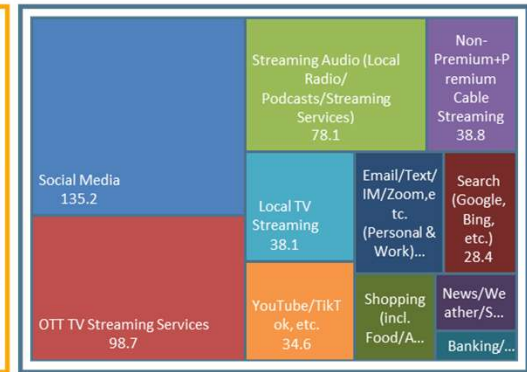 Social Media
135.2
OTT TV Streaming Services
98.7
Streaming Audio (Local
Radio/
Podcasts/Streaming
Services)
78.1
Non-
Premium+P
remium
Cable
Streaming
38.8
Local TV
Streaming
38.1
YouTube/TikT
ok, etc.
34.6
Email/Text/
IM/Zoom,e
tc.
(Personal &
Work)...
Search
(Google,
Bing,
etc.)
28.4
Shopping
(incl.
Food/A...
News/We
ather/S...
Banking/...